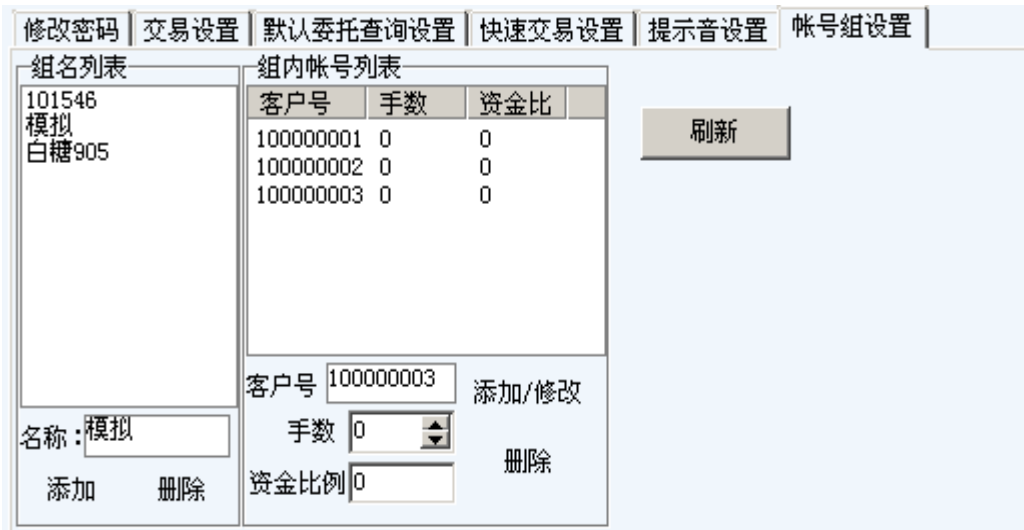 修改密码 交易设置 默认委托查询设置 快速交易设置 提示音设置 帐号组设置
组名列表
101546
模拟
白糖905
名称:模拟
添加 删除
组内帐号列表
客户号 手数 资金比
100000001 0 0
100000002 0 0
100000003 0 0
客户号 100000003 添加/修改
手数 0
删除
资金比例 0
刷新